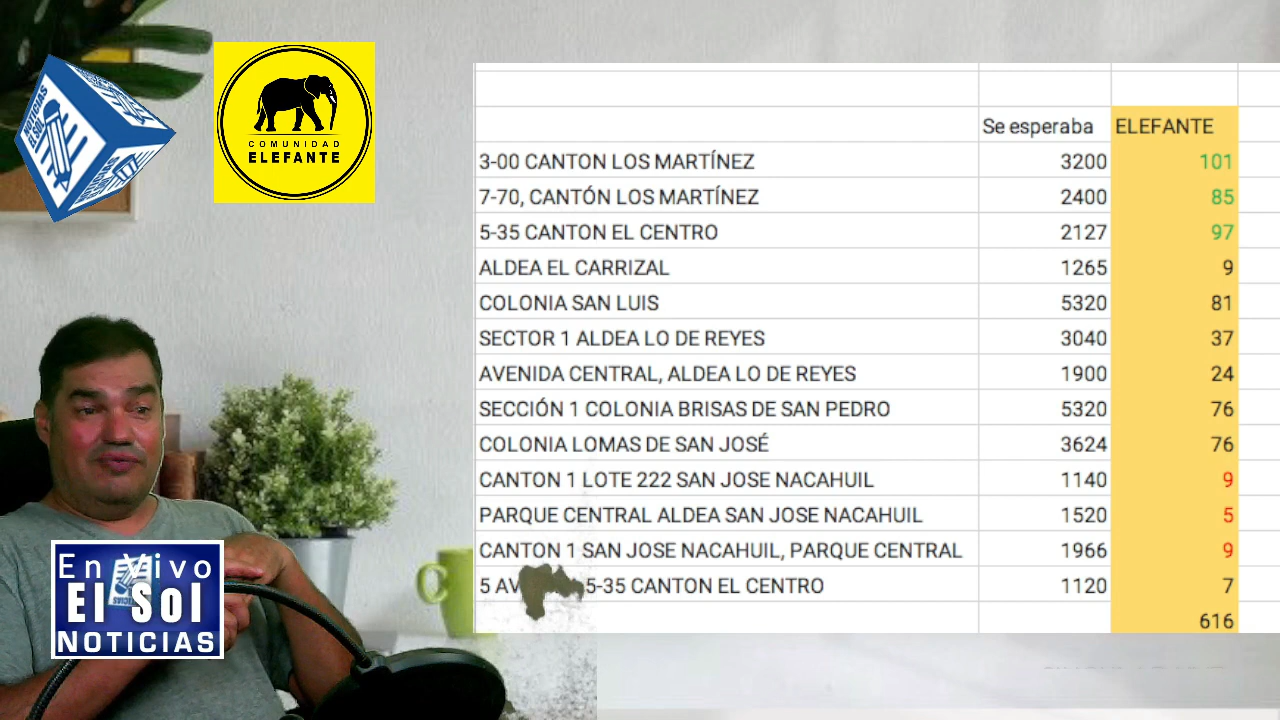 NOTICIAS
EL SOL
COMUNIDAD
ELEFANTE
Se esperaba ELEFANTE
3-00 CANTON LOS MARTÍNEZ 3200 101
7-70, CANTÓN LOS MARTÍNEZ 2400 85
5-35 CANTON EL CENTRO 2127 97
ALDEA EL CARRIZAL 1265 9
COLONIA SAN LUIS 5320 81
SECTOR 1 ALDEA LO DE REYES 3040 37
AVENIDA CENTRAL, ALDEA LO DE REYES 1900 24
SECCIÓN 1 COLONIA BRISAS DE SAN PEDRO 5320 76
COLONIA LOMAS DE SAN JOSÉ 3624 76
CANTON 1 LOTE 222 SAN JOSE NACAHUIL 1140 9
PARQUE CENTRAL ALDEA SAN JOSE NACAHUIL 1520 5
CANTON 1 SAN JOSE NACAHUIL, PARQUE CENTRAL 1966 9
5 5-35 CANTON EL CENTRO 1120 7
616
En Vivo
El Sol
NOTICIAS